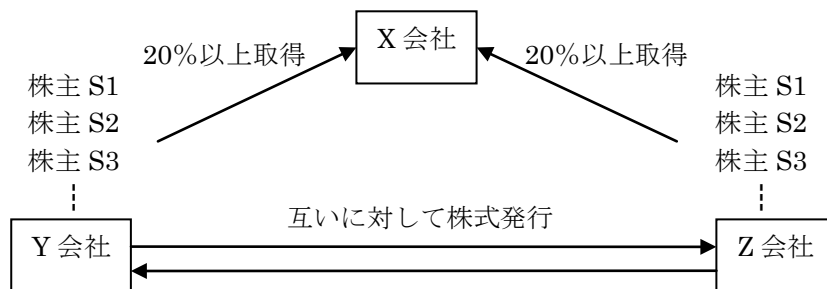 X 会社
20%以上取得
20%以上取得
株主 S1
株主 S2
株主 S3
株主 S1
株主 S2
株主 S3
互いに対して株式発行
Y 会社
Z 会社